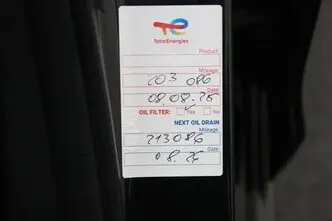 TotalEnergies
Product:
Mileage:
203 086
Date:
08.08.25
OIL FILTER: Yes No
NEXT OIL DRAIN
Mileage:
213086
Date:
08.26